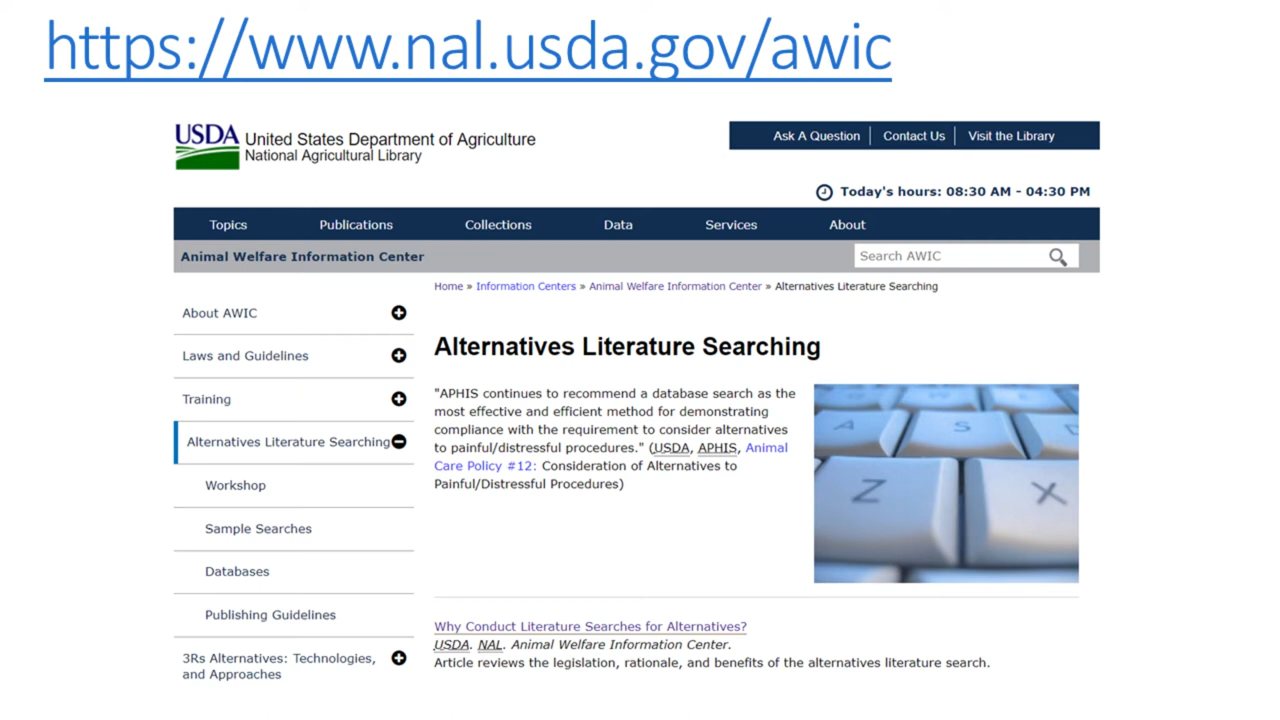 https://www.nal.usda.gov/awic
USDA
United States Department of Agriculture
National Agricultural Library
Ask A Question
Contact Us
Visit the Library
Today's hours: 08:30 AM - 04:30 PM
Topics
Publications
Collections
Data
Services
About
Animal Welfare Information Center
Search AWIC
Home » Information Centers » Animal Welfare Information Center » Alternatives Literature Searching
About AWIC
Laws and Guidelines
Training
Alternatives Literature Searching
Workshop
Sample Searches
Databases
Publishing Guidelines
3Rs Alternatives: Technologies,
and Approaches
Alternatives Literature Searching
"APHIS continues to recommend a database search as the
most effective and efficient method for demonstrating
compliance with the requirement to consider alternatives
to painful/distressful procedures." (USDA, APHIS, Animal
Care Policy #12: Consideration of Alternatives to
Painful/Distressful Procedures)
A
S
D
Z
X
Why Conduct Literature Searches for Alternatives?
USDA. NAL. Animal Welfare Information Center.
Article reviews the legislation, rationale, and benefits of the alternatives literature search.